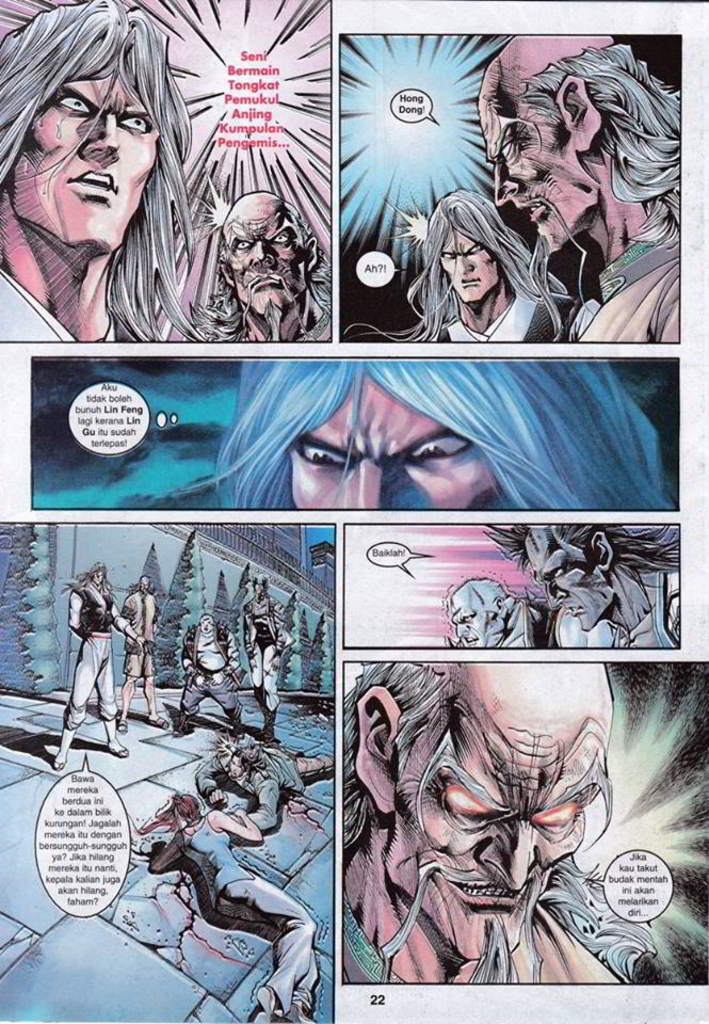 Seni
Bermain
Tongkat
Pemukul
Anjing
Kumpulan
Pengemis...
Hong
Dong!
Ah?!
Aku
tidak boleh
bunuh Lin Feng
lagi kerana Lin
Gu itu sudah
terlepas!
Bawa
mereka
berdua ini
ke dalam bilik
kurungan! Jagalah
mereka itu dengan
bersungguh-sungguh
ya? Jika hilang
mereka itu nanti,
kepala kalian juga
akan hilang,
faham?
Baiklah!
Jika
kau takut
budak mentah
ini akan
melarikan
diri...
22